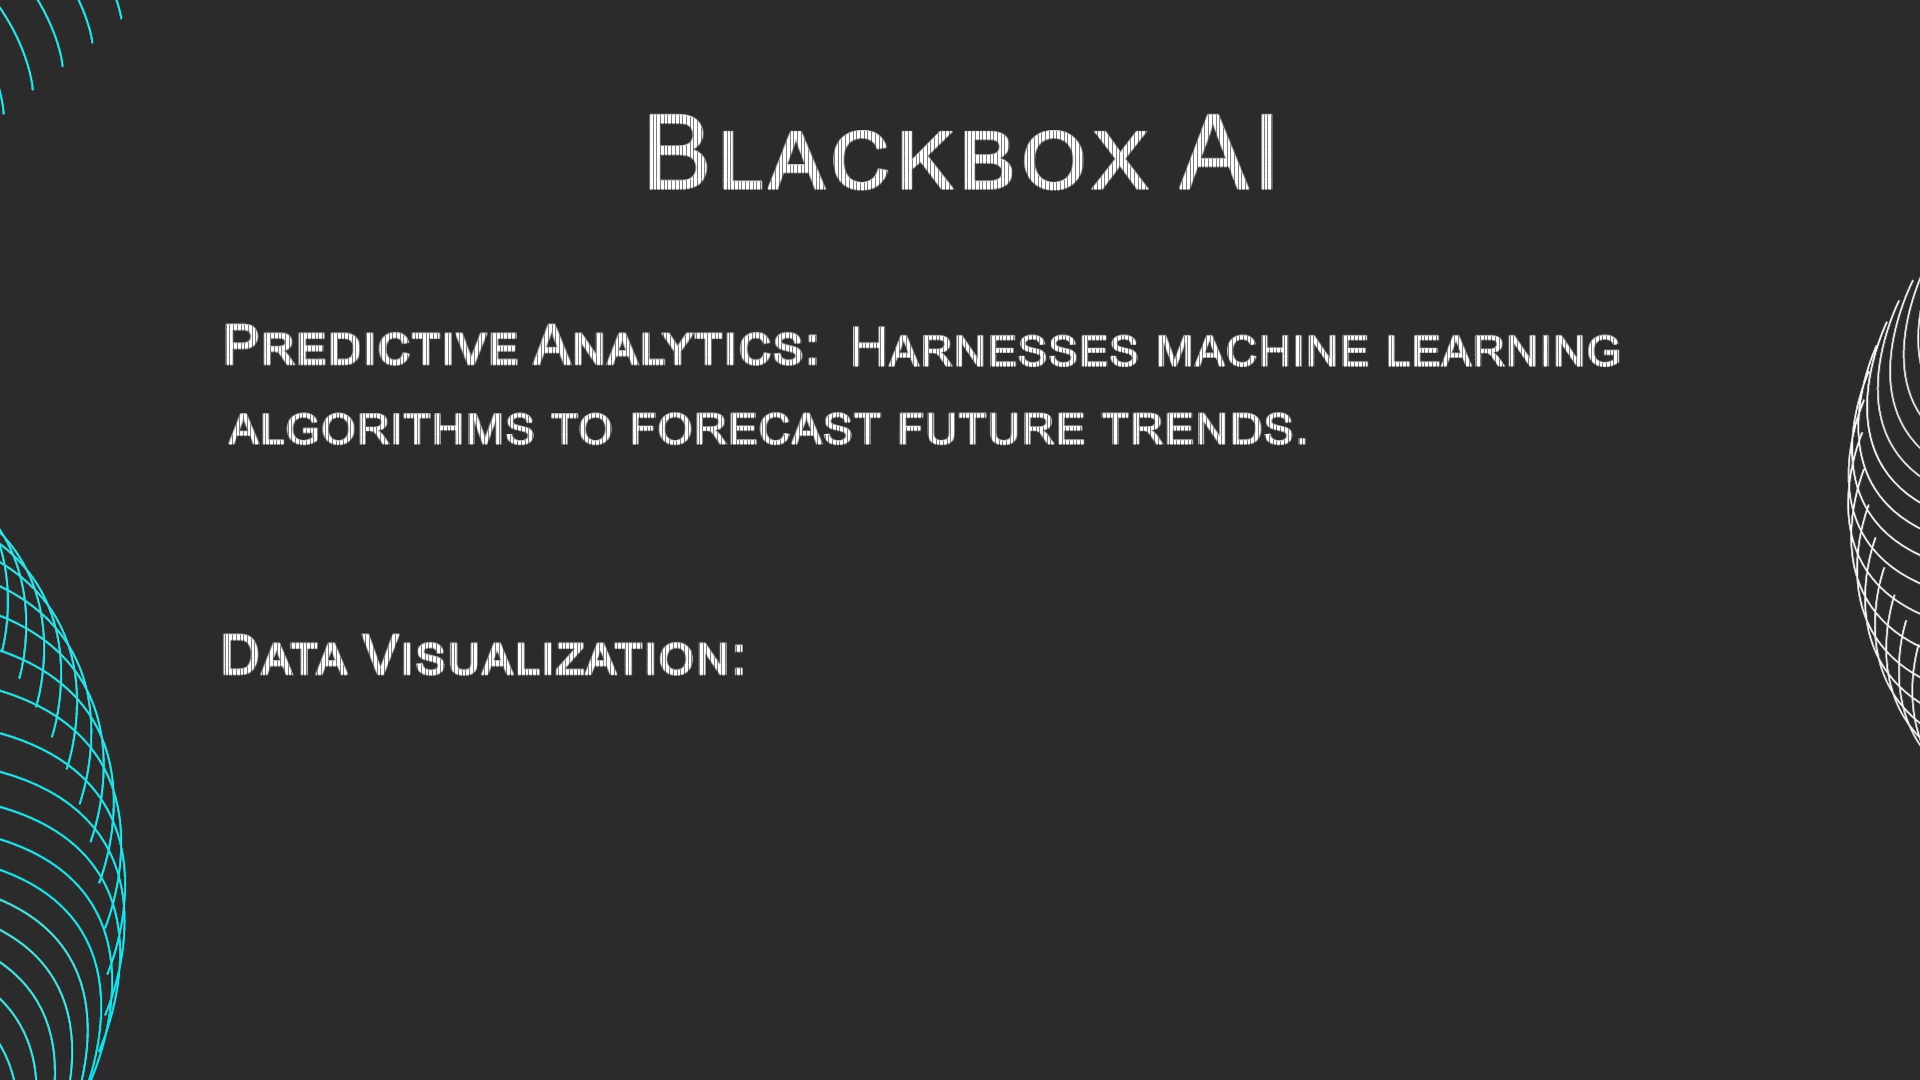 Blackbox AI
Predictive Analytics: Harnesses machine learning
algorithms to forecast future trends.
Data Visualization: